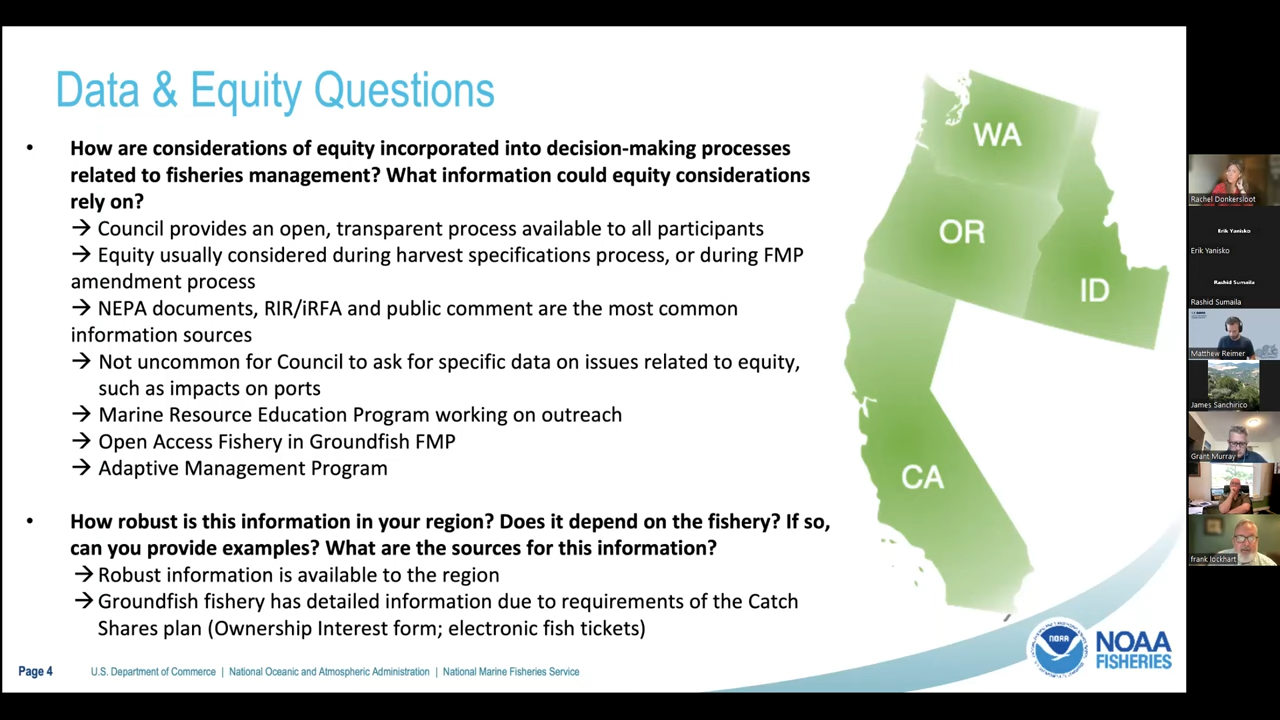 Data & Equity Questions
• How are considerations of equity incorporated into decision-making processes
related to fisheries management? What information could equity considerations
rely on?
→ Council provides an open, transparent process available to all participants
→ Equity usually considered during harvest specifications process, or during FMP
amendment process
→ NEPA documents, RIR/iRFA and public comment are the most common
information sources
→ Not uncommon for Council to ask for specific data on issues related to equity,
such as impacts on ports
→ Marine Resource Education Program working on outreach
→ Open Access Fishery in Groundfish FMP
→ Adaptive Management Program
• How robust is this information in your region? Does it depend on the fishery? If so,
can you provide examples? What are the sources for this information?
→ Robust information is available to the region
→ Groundfish fishery has detailed information due to requirements of the Catch
Shares plan (Ownership Interest form; electronic fish tickets)
WA
OR
ID
CA
NOAA
NOAA
FISHERIES
Page 4
U.S. Department of Commerce | National Oceanic and Atmospheric Administration | National Marine Fisheries Service
Rachel Donkersloot
Erik Yanisko
Erik Yanisko
Rashid Sumaila
Rashid Sumaila
Matthew Reimer
James Sanchirico
Grant Murray
frank lockhart